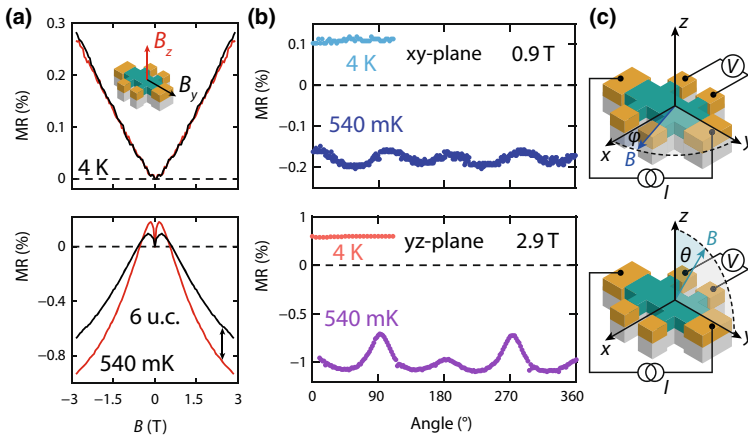 (a)
0.3
0.2
0.1
0
MR (%)
B_z
B_y
4 K
0
−0.4
−0.8
MR (%)
6 u.c.
540 mK
−3 −1.5 0 1.5 3
B (T)
(b)
0.1
0
−0.1
−0.2
MR (%)
4 K xy-plane 0.9 T
540 mK
0.5
0
−0.5
−1
MR (%)
4 K yz-plane 2.9 T
540 mK
0 90 180 270 360
Angle (°)
(c)
z
V
x φ B y
I
z
B
θ V
x y
I